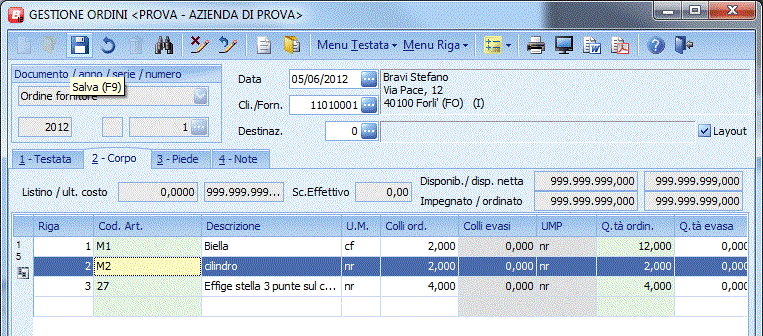 GESTIONE ORDINI <PROVA - AZIENDA DI PROVA>
Menu Testata Menu Riga
Documento / anno / serie / numero
Salva (F9)
Ordine fornitore
2012 1
Data 05/06/2012
Cli./Forn. 11010001
Destinaz. 0
Bravi Stefano
Via Pace, 12
40100 Forli' (FO) (I)
Layout
1 - Testata 2 - Corpo 3 - Piede 4 - Note
Listino / ult. costo 0,0000 999.999.999... Sc.Effettivo 0,00
Disponib./ disp. netta 999.999.999,000 999.999.999,000
Impegnato / ordinato 999.999.999,000 999.999.999,000
Riga Cod. Art. Descrizione U.M. Colli ord. Colli evasi UMP Q.tà ordin. Q.tà evasa
1 M1 Biella cf 2,000 0,000 nr 12,000 0,000
2 M2 cilindro nr 2,000 0,000 nr 2,000 0,000
3 27 Effige stella 3 punte sul c... nr 4,000 0,000 nr 4,000 0,000
1
5